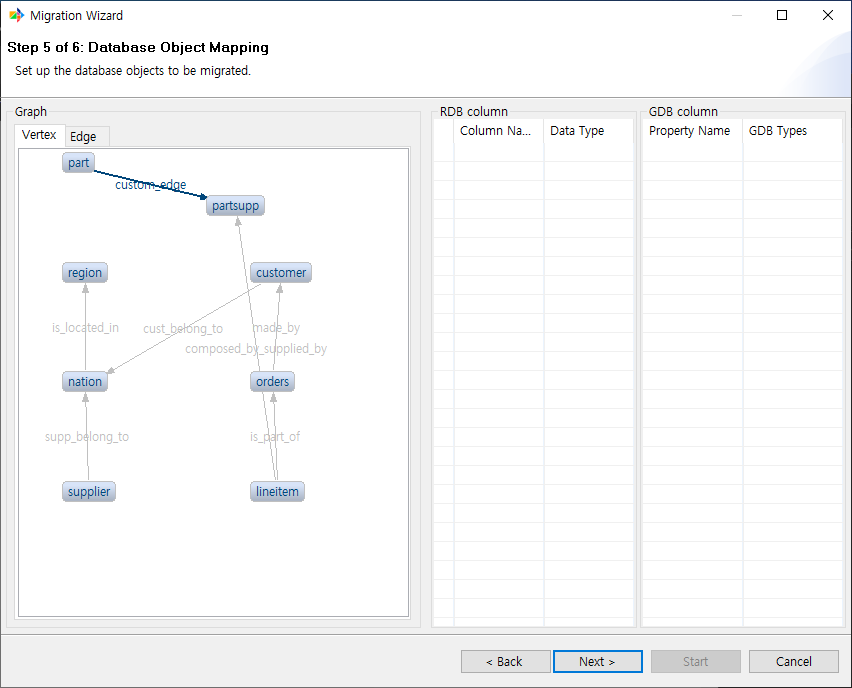 Migration Wizard
Step 5 of 6: Database Object Mapping
Set up the database objects to be migrated.
Graph
Vertex Edge
part
custom_edge
partsupp
region customer
is_located_in cust_belong_to made_by
composed_by_supplied_by
nation orders
supp_belong_to is_part_of
supplier lineitem
RDB column
Column Na... Data Type
GDB column
Property Name GDB Types
< Back Next > Start Cancel